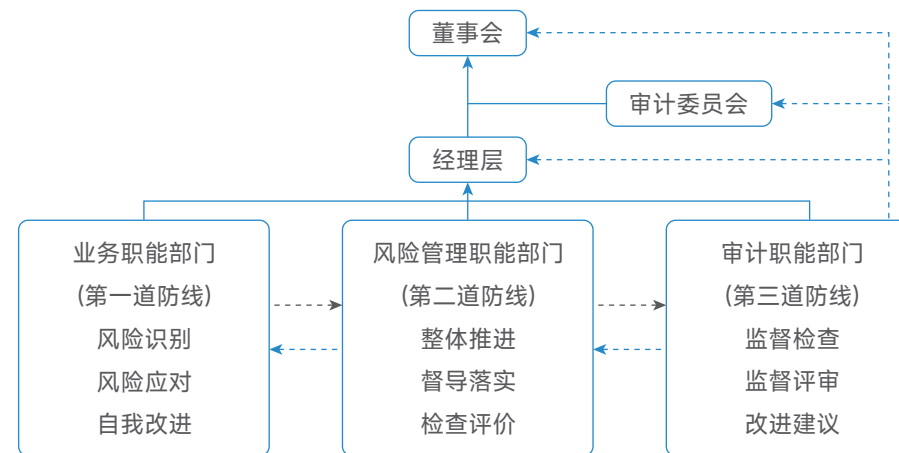 董事会
审计委员会
经理层
业务职能部门
(第一道防线)
风险识别
风险应对
自我改进
风险管理职能部门
(第二道防线)
整体推进
督导落实
检查评价
审计职能部门
(第三道防线)
监督检查
监督评审
改进建议